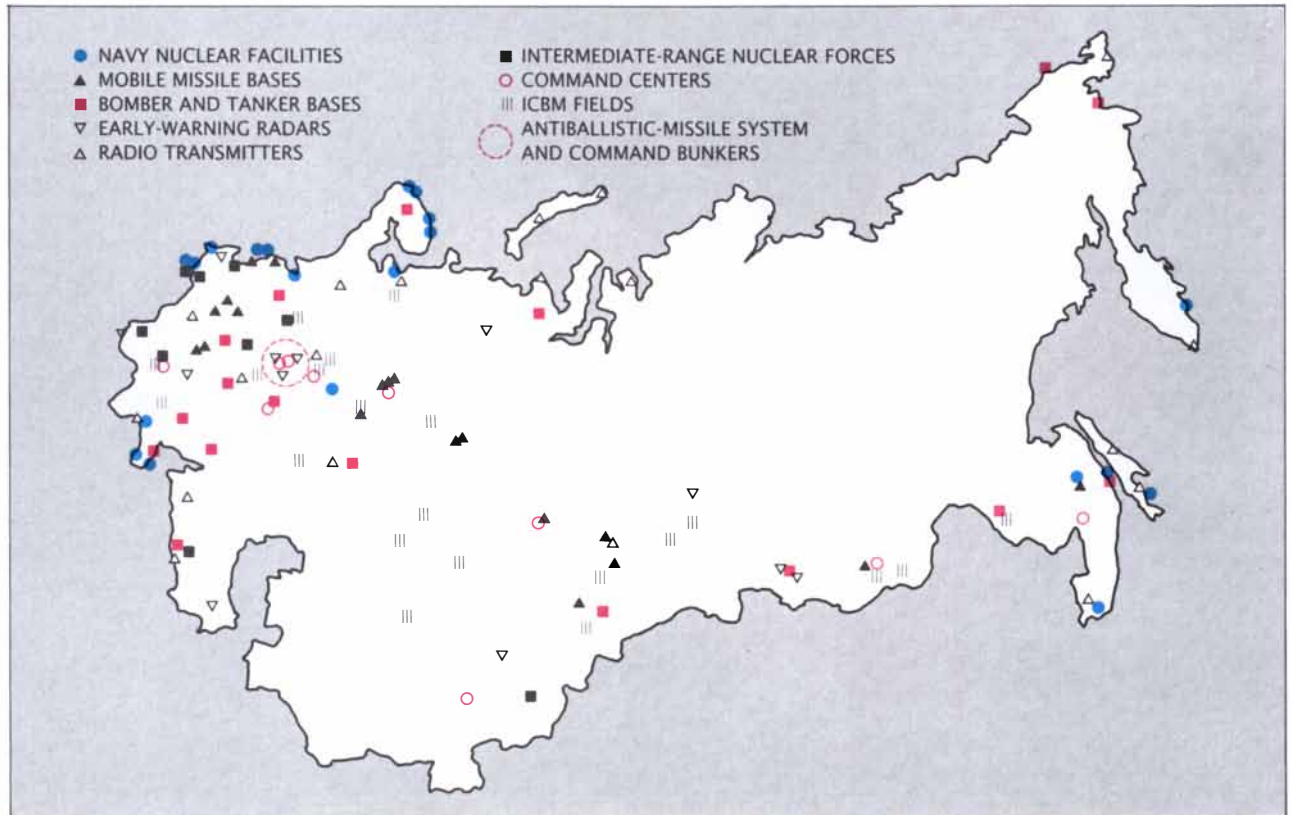 NAVY NUCLEAR FACILITIES
MOBILE MISSILE BASES
BOMBER AND TANKER BASES
EARLY-WARNING RADARS
RADIO TRANSMITTERS
INTERMEDIATE-RANGE NUCLEAR FORCES
COMMAND CENTERS
ICBM FIELDS
ANTIBALLISTIC-MISSILE SYSTEM
AND COMMAND BUNKERS